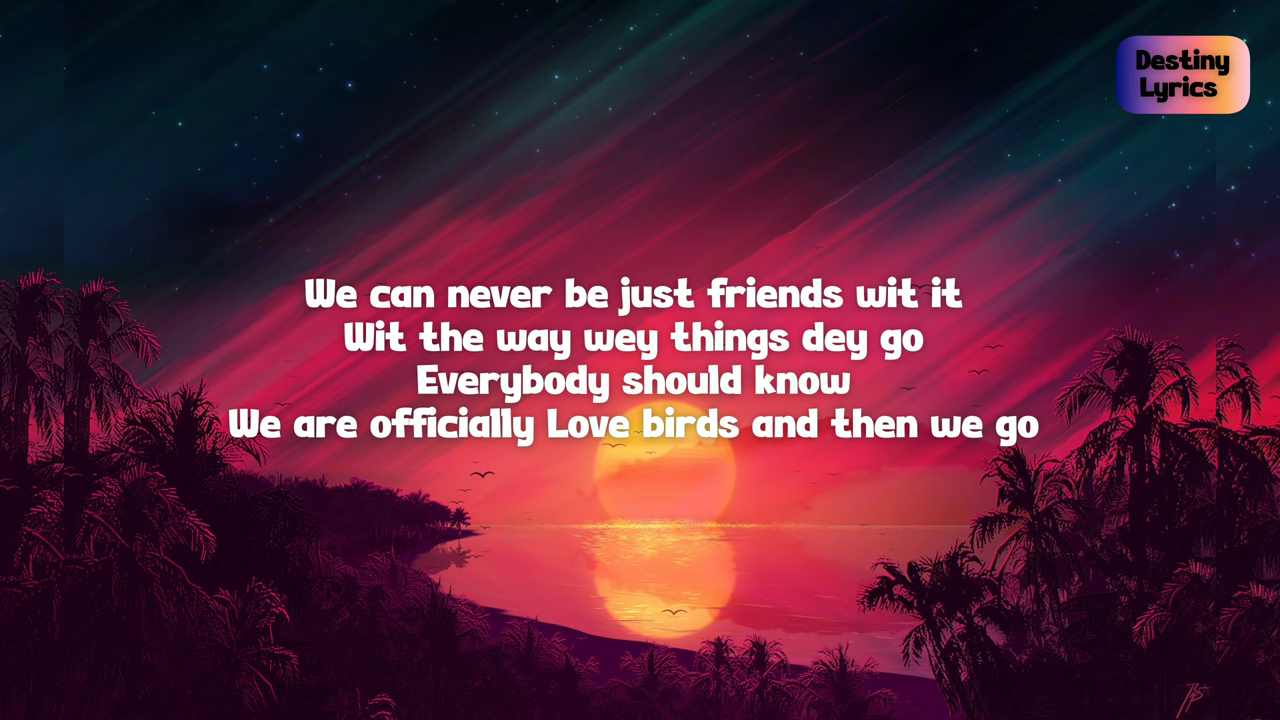 Destiny
Lyrics
We can never be just friends wit it
Wit the way wey things dey go
Everybody should know
We are officially Love birds and then we go